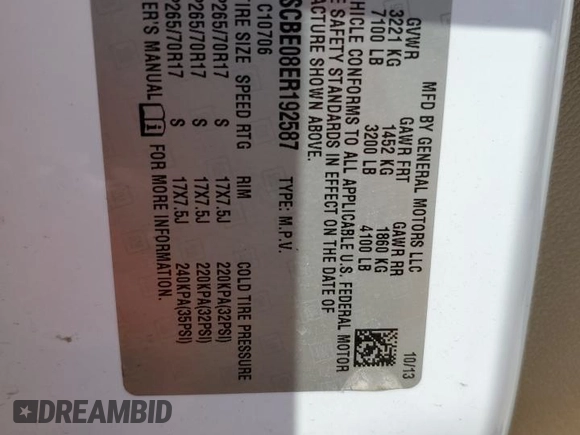 MFD BY GENERAL MOTORS LLC
10/13
GVWR GAWR FRT GAWR RR
3221 KG 1452 KG 1860 KG
7100 LB 3200 LB 4100 LB
HICLE CONFORMS TO ALL APPLICABLE U.S. FEDERAL MOTOR
E SAFETY STANDARDS IN EFFECT ON THE DATE OF
ACTURE SHOWN ABOVE.
SCBE08ER192587 TYPE: M.P.V.
C10706
TIRE SIZE SPEED RTG RIM COLD TIRE PRESSURE
P265/70R17 S 17X7.5J 220KPA(32PSI)
P265/70R17 S 17X7.5J 220KPA(32PSI)
P265/70R17 S 17X7.5J 240KPA(35PSI)
ER'S MANUAL FOR MORE INFORMATION.
DREAMBID